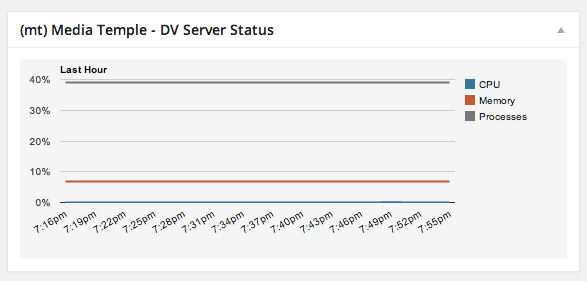 (mt) Media Temple - DV Server Status
Last Hour
40%
30%
20%
10%
0%
7:16pm
7:19pm
7:22pm
7:25pm
7:28pm
7:31pm
7:34pm
7:37pm
7:40pm
7:43pm
7:46pm
7:49pm
7:52pm
7:55pm
CPU
Memory
Processes